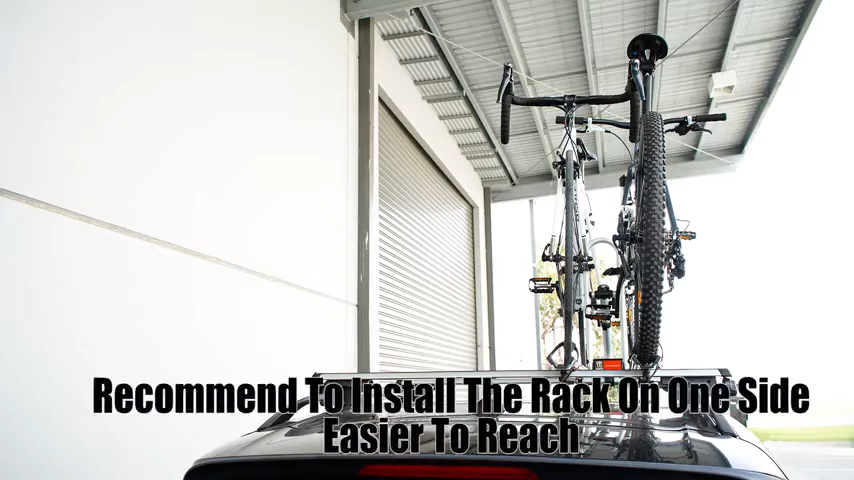 Recommend To Install The Rack On One Side
Easier To Reach